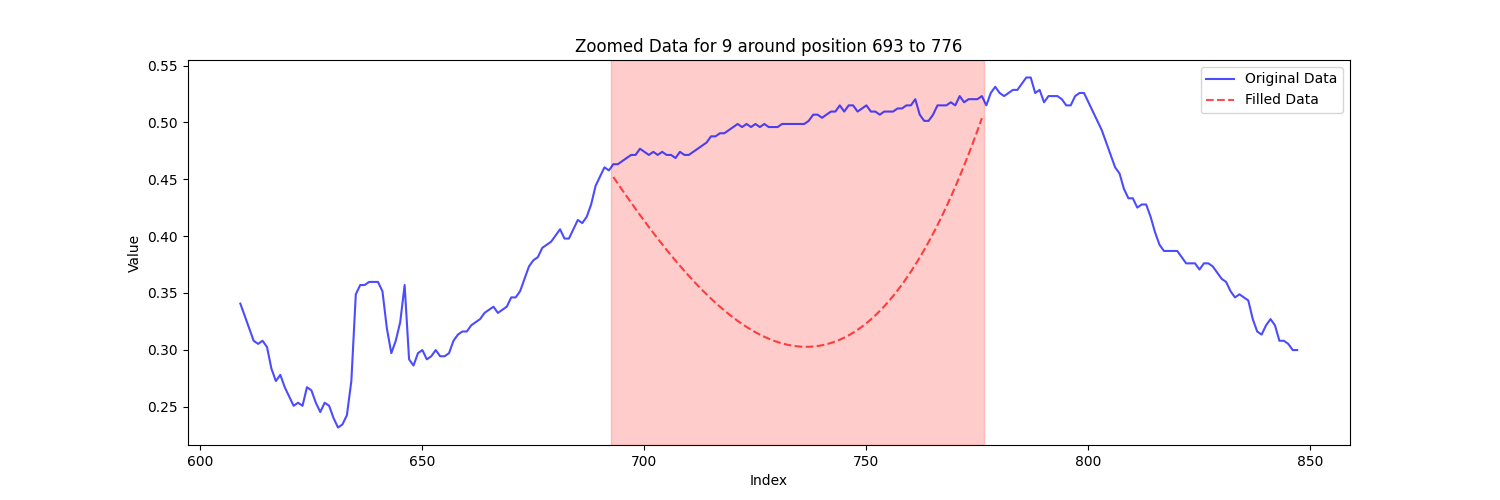 Zoomed Data for 9 around position 693 to 776
Original Data
Filled Data
0.55
0.50
0.45
0.40
0.35
0.30
0.25
Value
600
650
700
750
800
850
Index